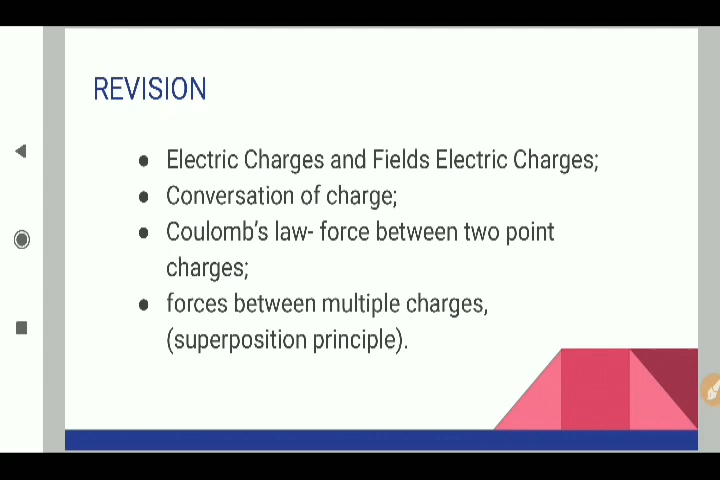 REVISION
● Electric Charges and Fields Electric Charges;
● Conversation of charge;
● Coulomb's law- force between two point
charges;
● forces between multiple charges,
(superposition principle).